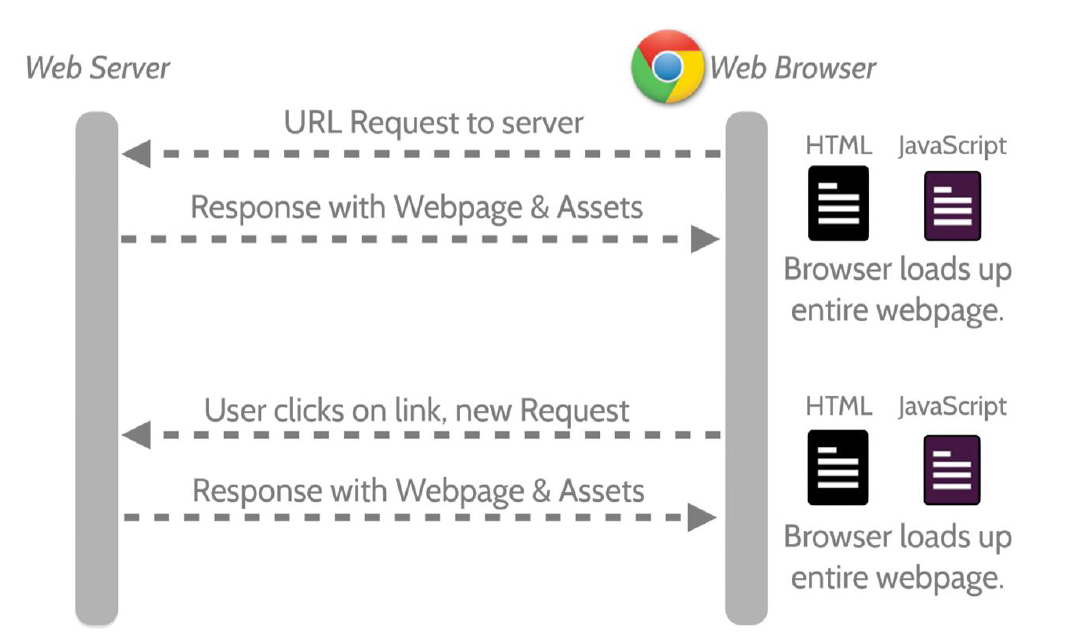 Web Server
Web Browser
URL Request to server
HTML JavaScript
Response with Webpage & Assets
Browser loads up
entire webpage.
User clicks on link, new Request
HTML JavaScript
Response with Webpage & Assets
Browser loads up
entire webpage.